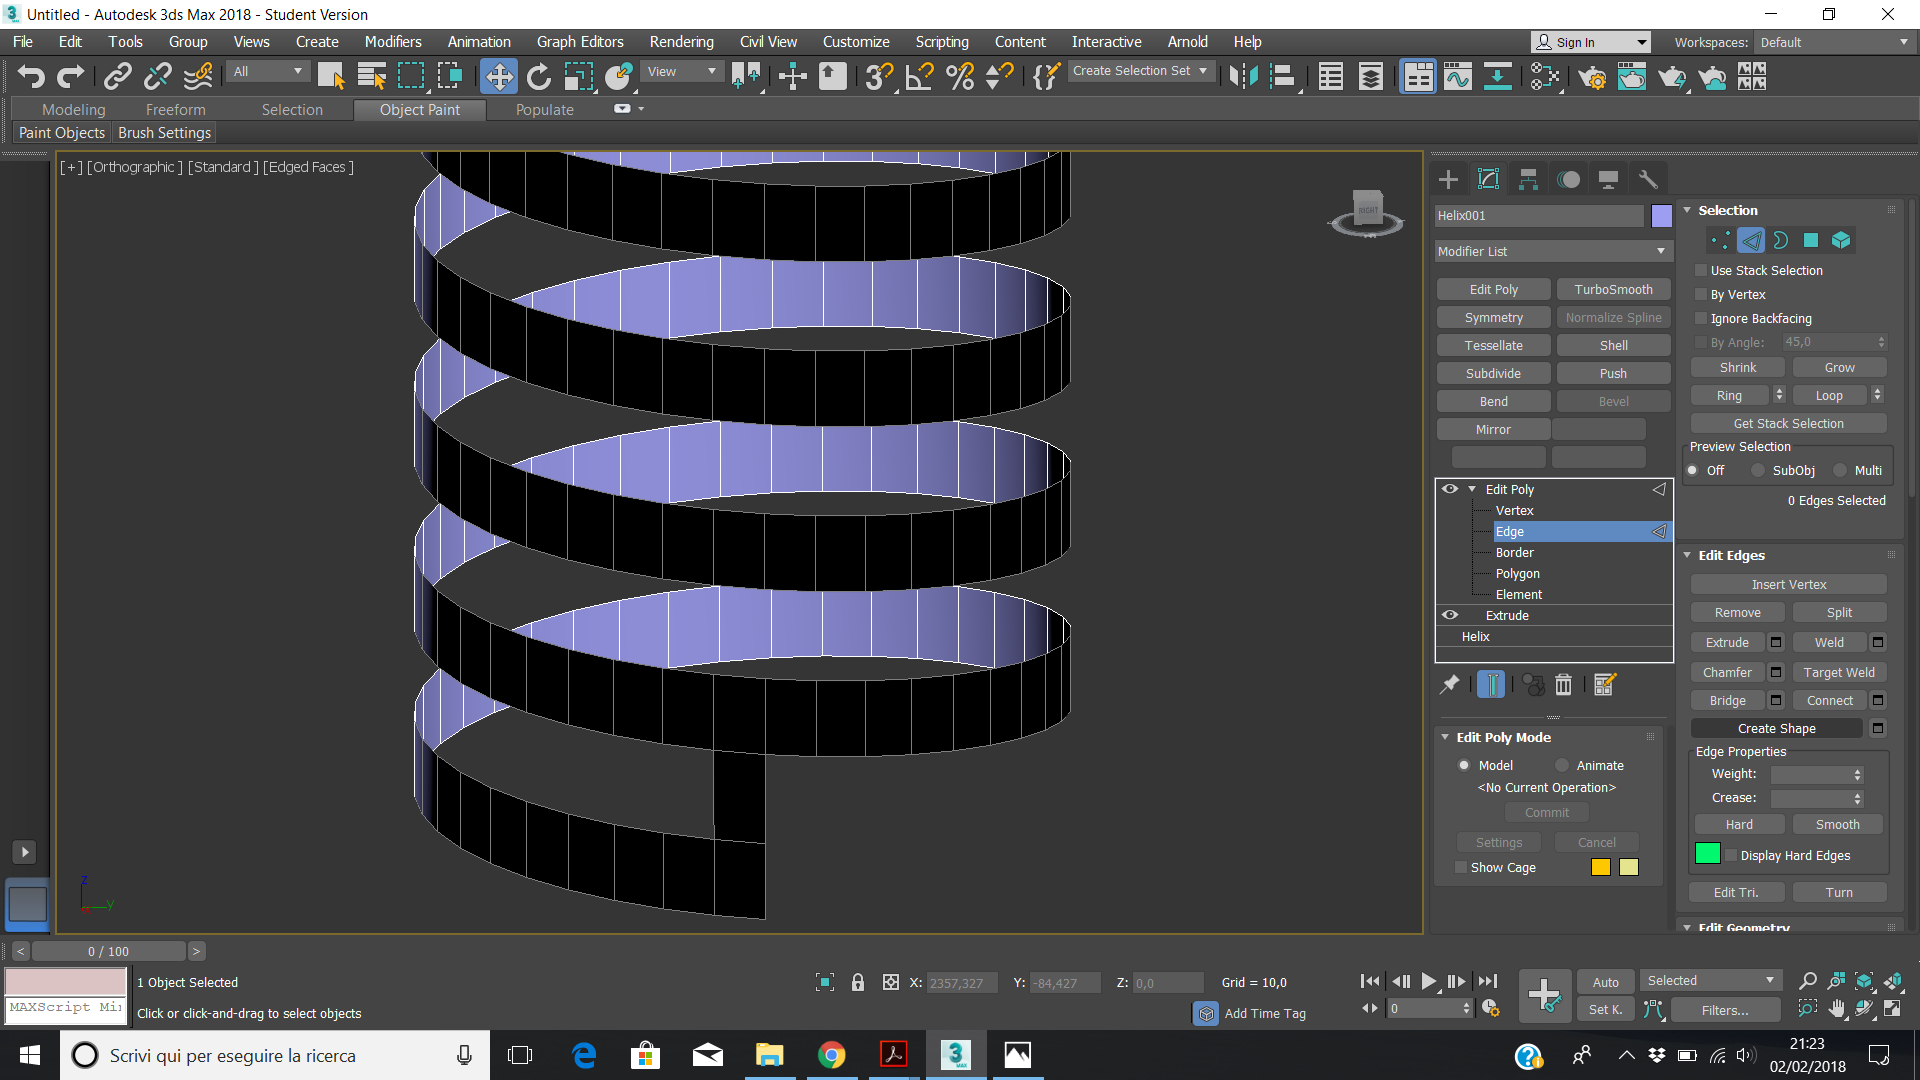 Untitled - Autodesk 3ds Max 2018 - Student Version
File Edit Tools Group Views Create Modifiers Animation Graph Editors Rendering Civil View Customize Scripting Content Interactive Arnold Help
Sign In Workspaces: Default
All View Create Selection Set
Modeling Freeform Selection Object Paint Populate
Paint Objects Brush Settings
[+] [Orthographic ] [Standard ] [Edged Faces ]
RIGHT
Helix001
Modifier List
Edit Poly TurboSmooth
Symmetry Normalize Spline
Tessellate Shell
Subdivide Push
Bend Bevel
Mirror
Edit Poly
Vertex
Edge
Border
Polygon
Element
Extrude
Helix
Edit Poly Mode
Model Animate
<No Current Operation>
Commit
Settings Cancel
Show Cage
Selection
Use Stack Selection
By Vertex
Ignore Backfacing
By Angle: 45,0
Shrink Grow
Ring Loop
Get Stack Selection
Preview Selection
Off SubObj Multi
0 Edges Selected
Edit Edges
Insert Vertex
Remove Split
Extrude Weld
Chamfer Target Weld
Bridge Connect
Create Shape
Edge Properties
Weight:
Crease:
Hard Smooth
Display Hard Edges
Edit Tri. Turn
Edit Geometry
z
y
< 0 / 100 >
1 Object Selected
MAXScript Mi
Click or click-and-drag to select objects
X: 2357,327 Y: -84,427 Z: 0,0 Grid = 10,0
Add Time Tag
0
Auto Selected
Set K. Filters...
Scrivi qui per eseguire la ricerca
3
MAX
21:23
02/02/2018